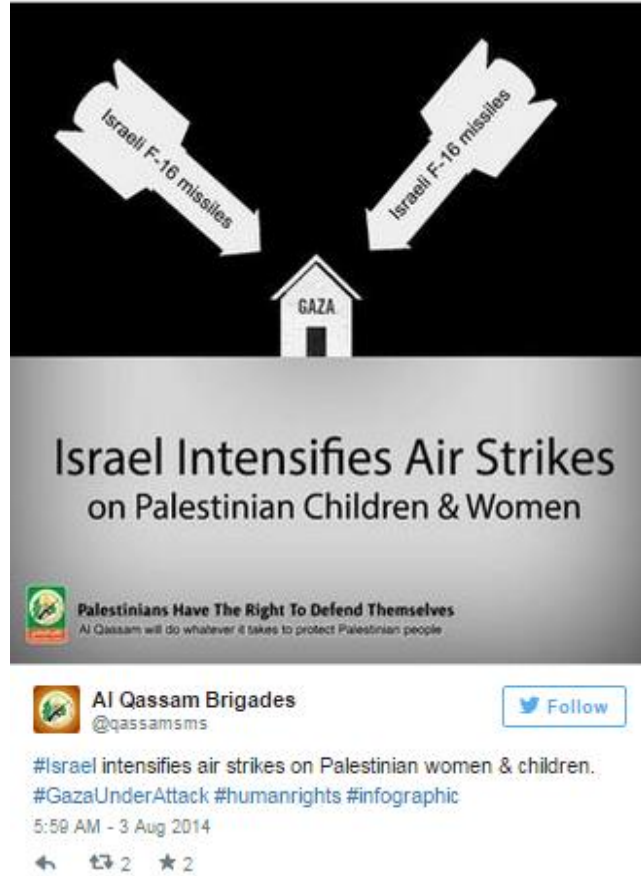 Israeli F-16 missiles
Israeli F-16 missiles
GAZA
Israel Intensifies Air Strikes
on Palestinian Children & Women
Palestinians Have The Right To Defend Themselves
Al Qassam will do whatever it takes to protect Palestinian people
Al Qassam Brigades
@qassamsms
Follow
#Israel intensifies air strikes on Palestinian women & children.
#GazaUnderAttack #humanrights #infographic
5:59 AM - 3 Aug 2014
2 2